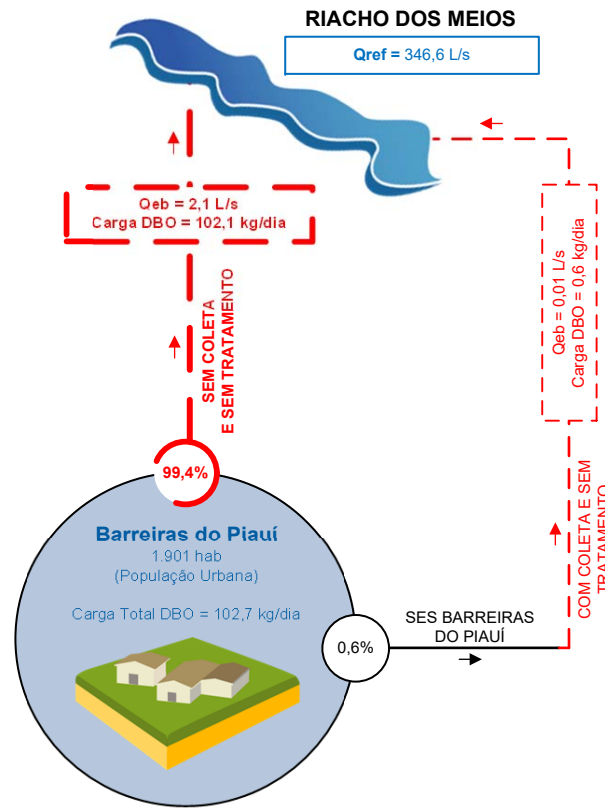 RIACHO DOS MEIOS
Qref = 346,6 L/s
Qeb = 2,1 L/s
Carga DBO = 102,1 kg/dia
SEM COLETA
E SEM TRATAMENTO
99,4%
Barreiras do Piauí
1.901 hab
(População Urbana)
Carga Total DBO = 102,7 kg/dia
0,6%
SES BARREIRAS
DO PIAUÍ
COM COLETA E SEM
TRATAMENTO
Qeb = 0,01 L/s
Carga DBO = 0,6 kg/dia